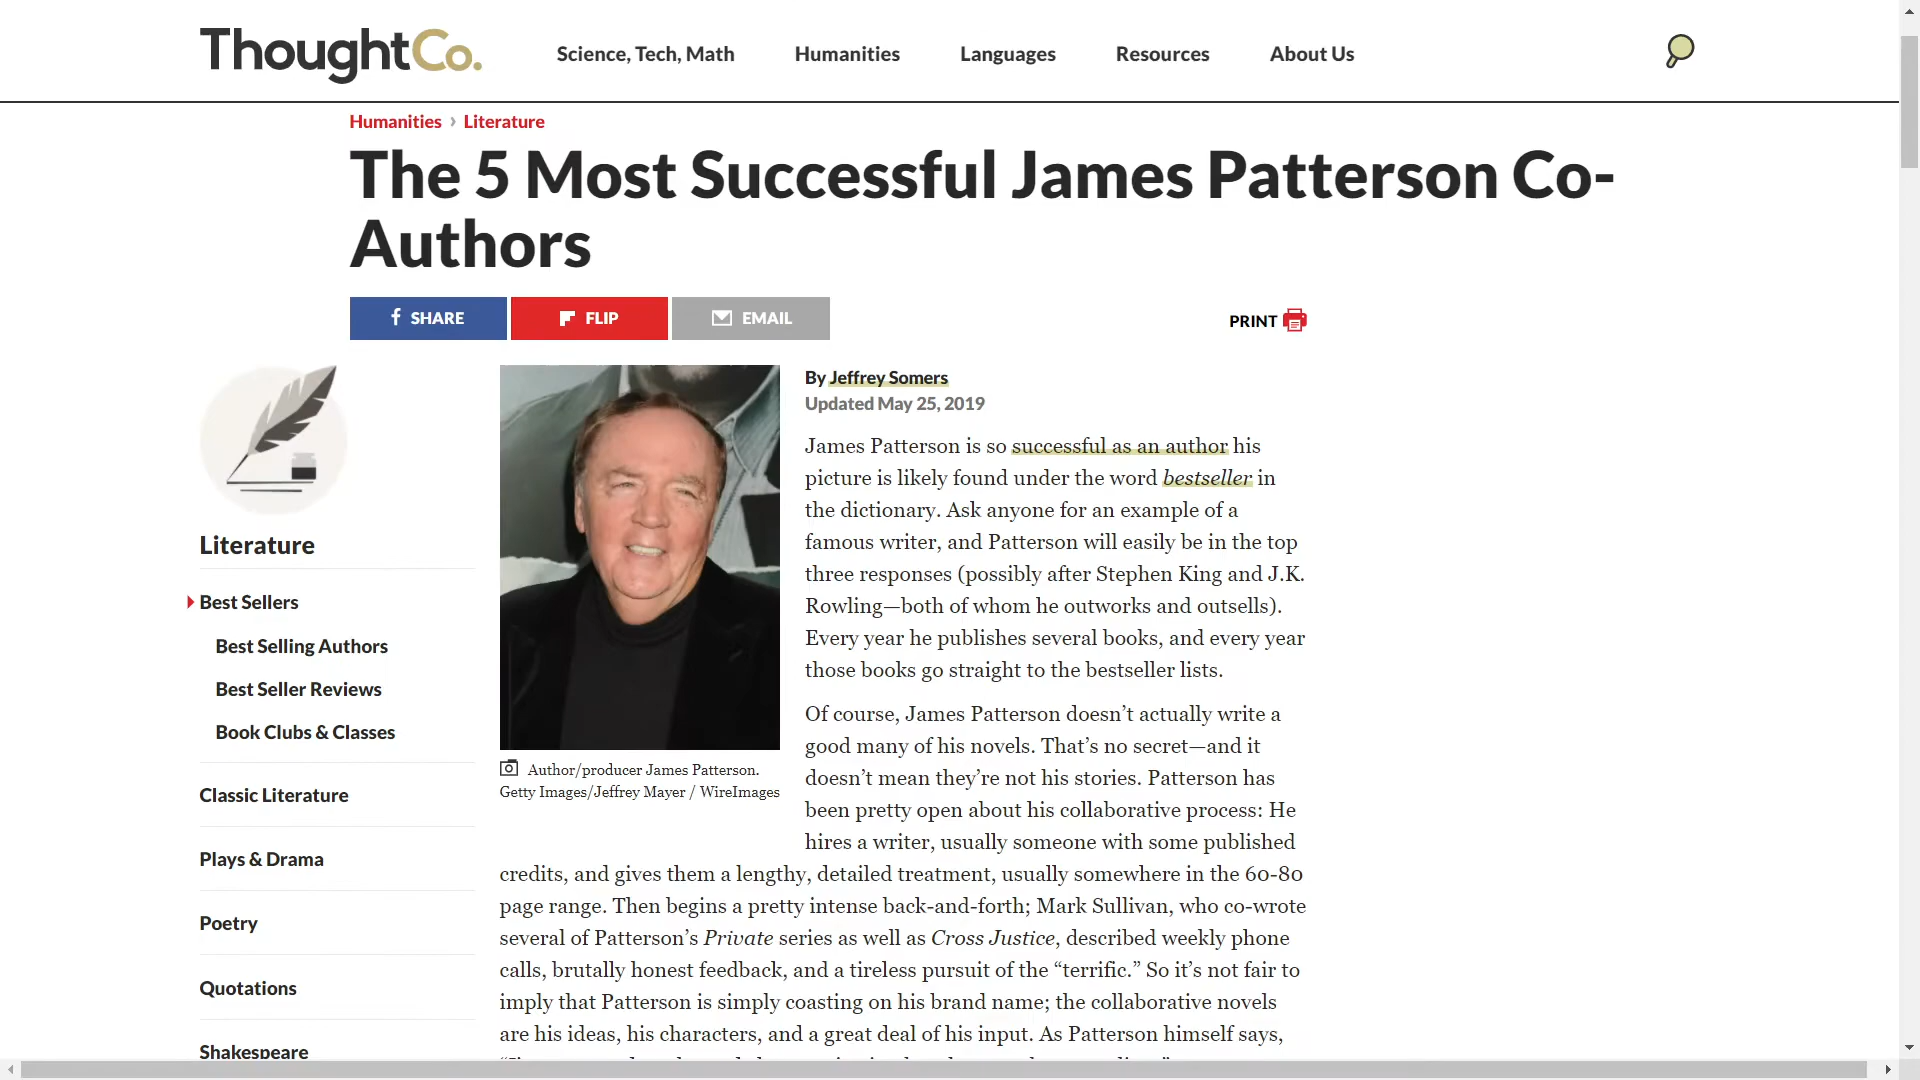 ThoughtCo.
Science, Tech, Math
Humanities
Languages
Resources
About Us
Humanities › Literature
The 5 Most Successful James Patterson Co-
Authors
SHARE
FLIP
EMAIL
PRINT
Literature
Best Sellers
Best Selling Authors
Best Seller Reviews
Book Clubs & Classes
Classic Literature
Plays & Drama
Poetry
Quotations
Shakespeare
Author/producer James Patterson.
Getty Images/Jeffrey Mayer / WireImages
By Jeffrey Somers
Updated May 25, 2019
James Patterson is so successful as an author his
picture is likely found under the word bestseller in
the dictionary. Ask anyone for an example of a
famous writer, and Patterson will easily be in the top
three responses (possibly after Stephen King and J.K.
Rowling—both of whom he outworks and outsells).
Every year he publishes several books, and every year
those books go straight to the bestseller lists.
Of course, James Patterson doesn’t actually write a
good many of his novels. That’s no secret—and it
doesn’t mean they’re not his stories. Patterson has
been pretty open about his collaborative process: He
hires a writer, usually someone with some published
credits, and gives them a lengthy, detailed treatment, usually somewhere in the 60-80
page range. Then begins a pretty intense back-and-forth; Mark Sullivan, who co-wrote
several of Patterson’s Private series as well as Cross Justice, described weekly phone
calls, brutally honest feedback, and a tireless pursuit of the “terrific.” So it’s not fair to
imply that Patterson is simply coasting on his brand name; the collaborative novels
are his ideas, his characters, and a great deal of his input. As Patterson himself says,